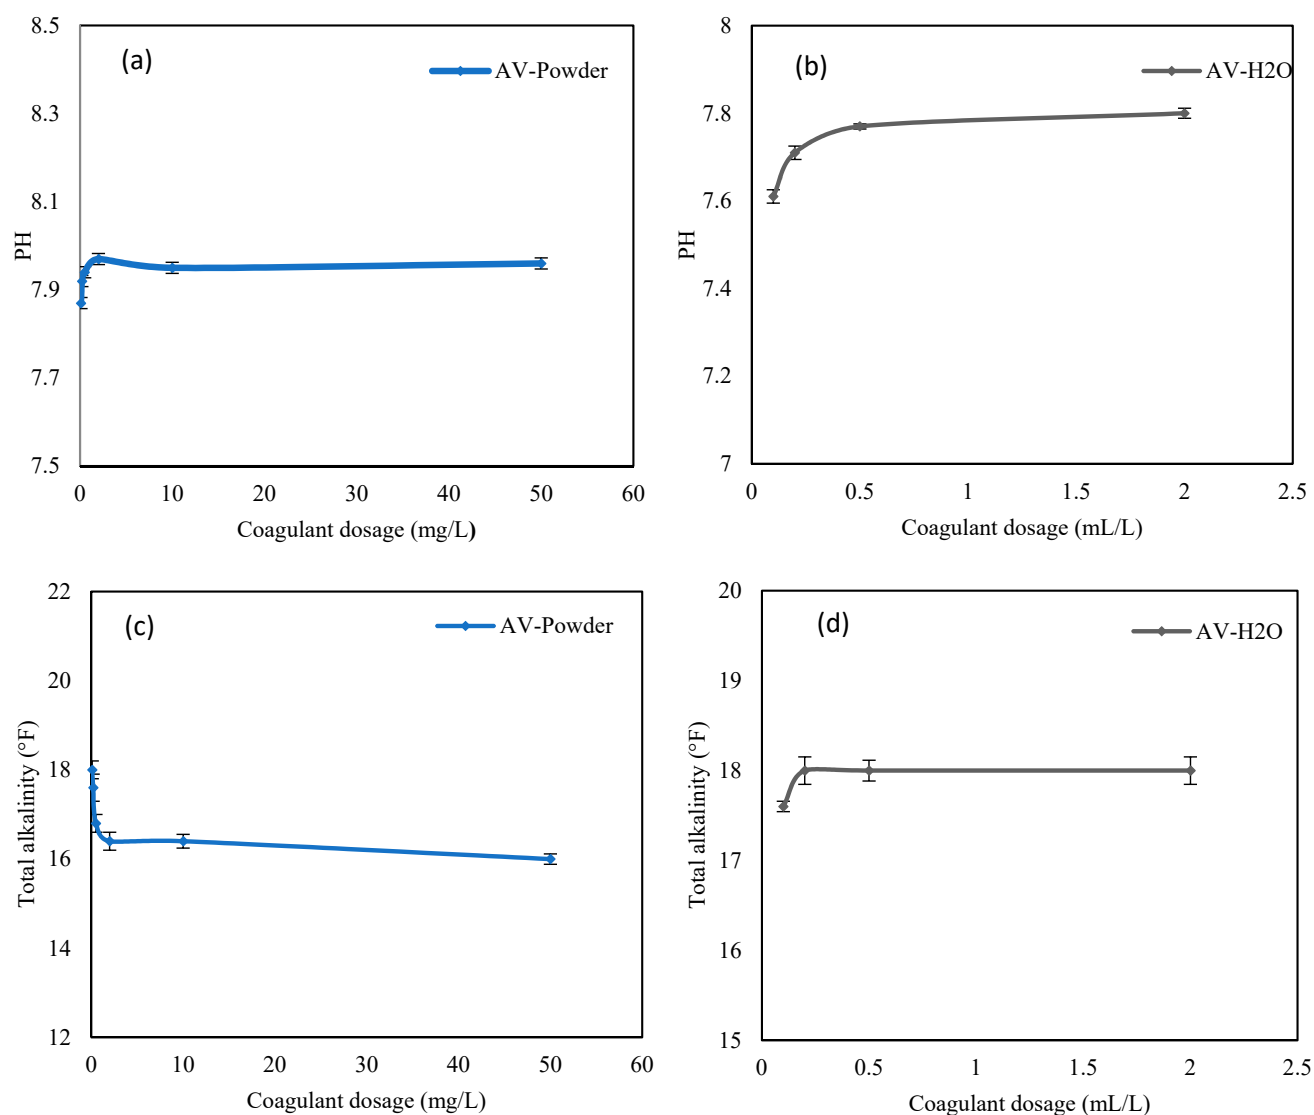 (a)
AV-Powder
8.5
8.3
8.1
7.9
7.7
7.5
PH
0 10 20 30 40 50 60
Coagulant dosage (mg/L)
(b)
AV-H2O
8
7.8
7.6
7.4
7.2
7
PH
0 0.5 1 1.5 2 2.5
Coagulant dosage (mL/L)
(c)
AV-Powder
22
20
18
16
14
12
Total alkalinity (°F)
0 10 20 30 40 50 60
Coagulant dosage (mg/L)
(d)
AV-H2O
20
19
18
17
16
15
Total alkalinity (°F)
0 0.5 1 1.5 2 2.5
Coagulant dosage (mL/L)